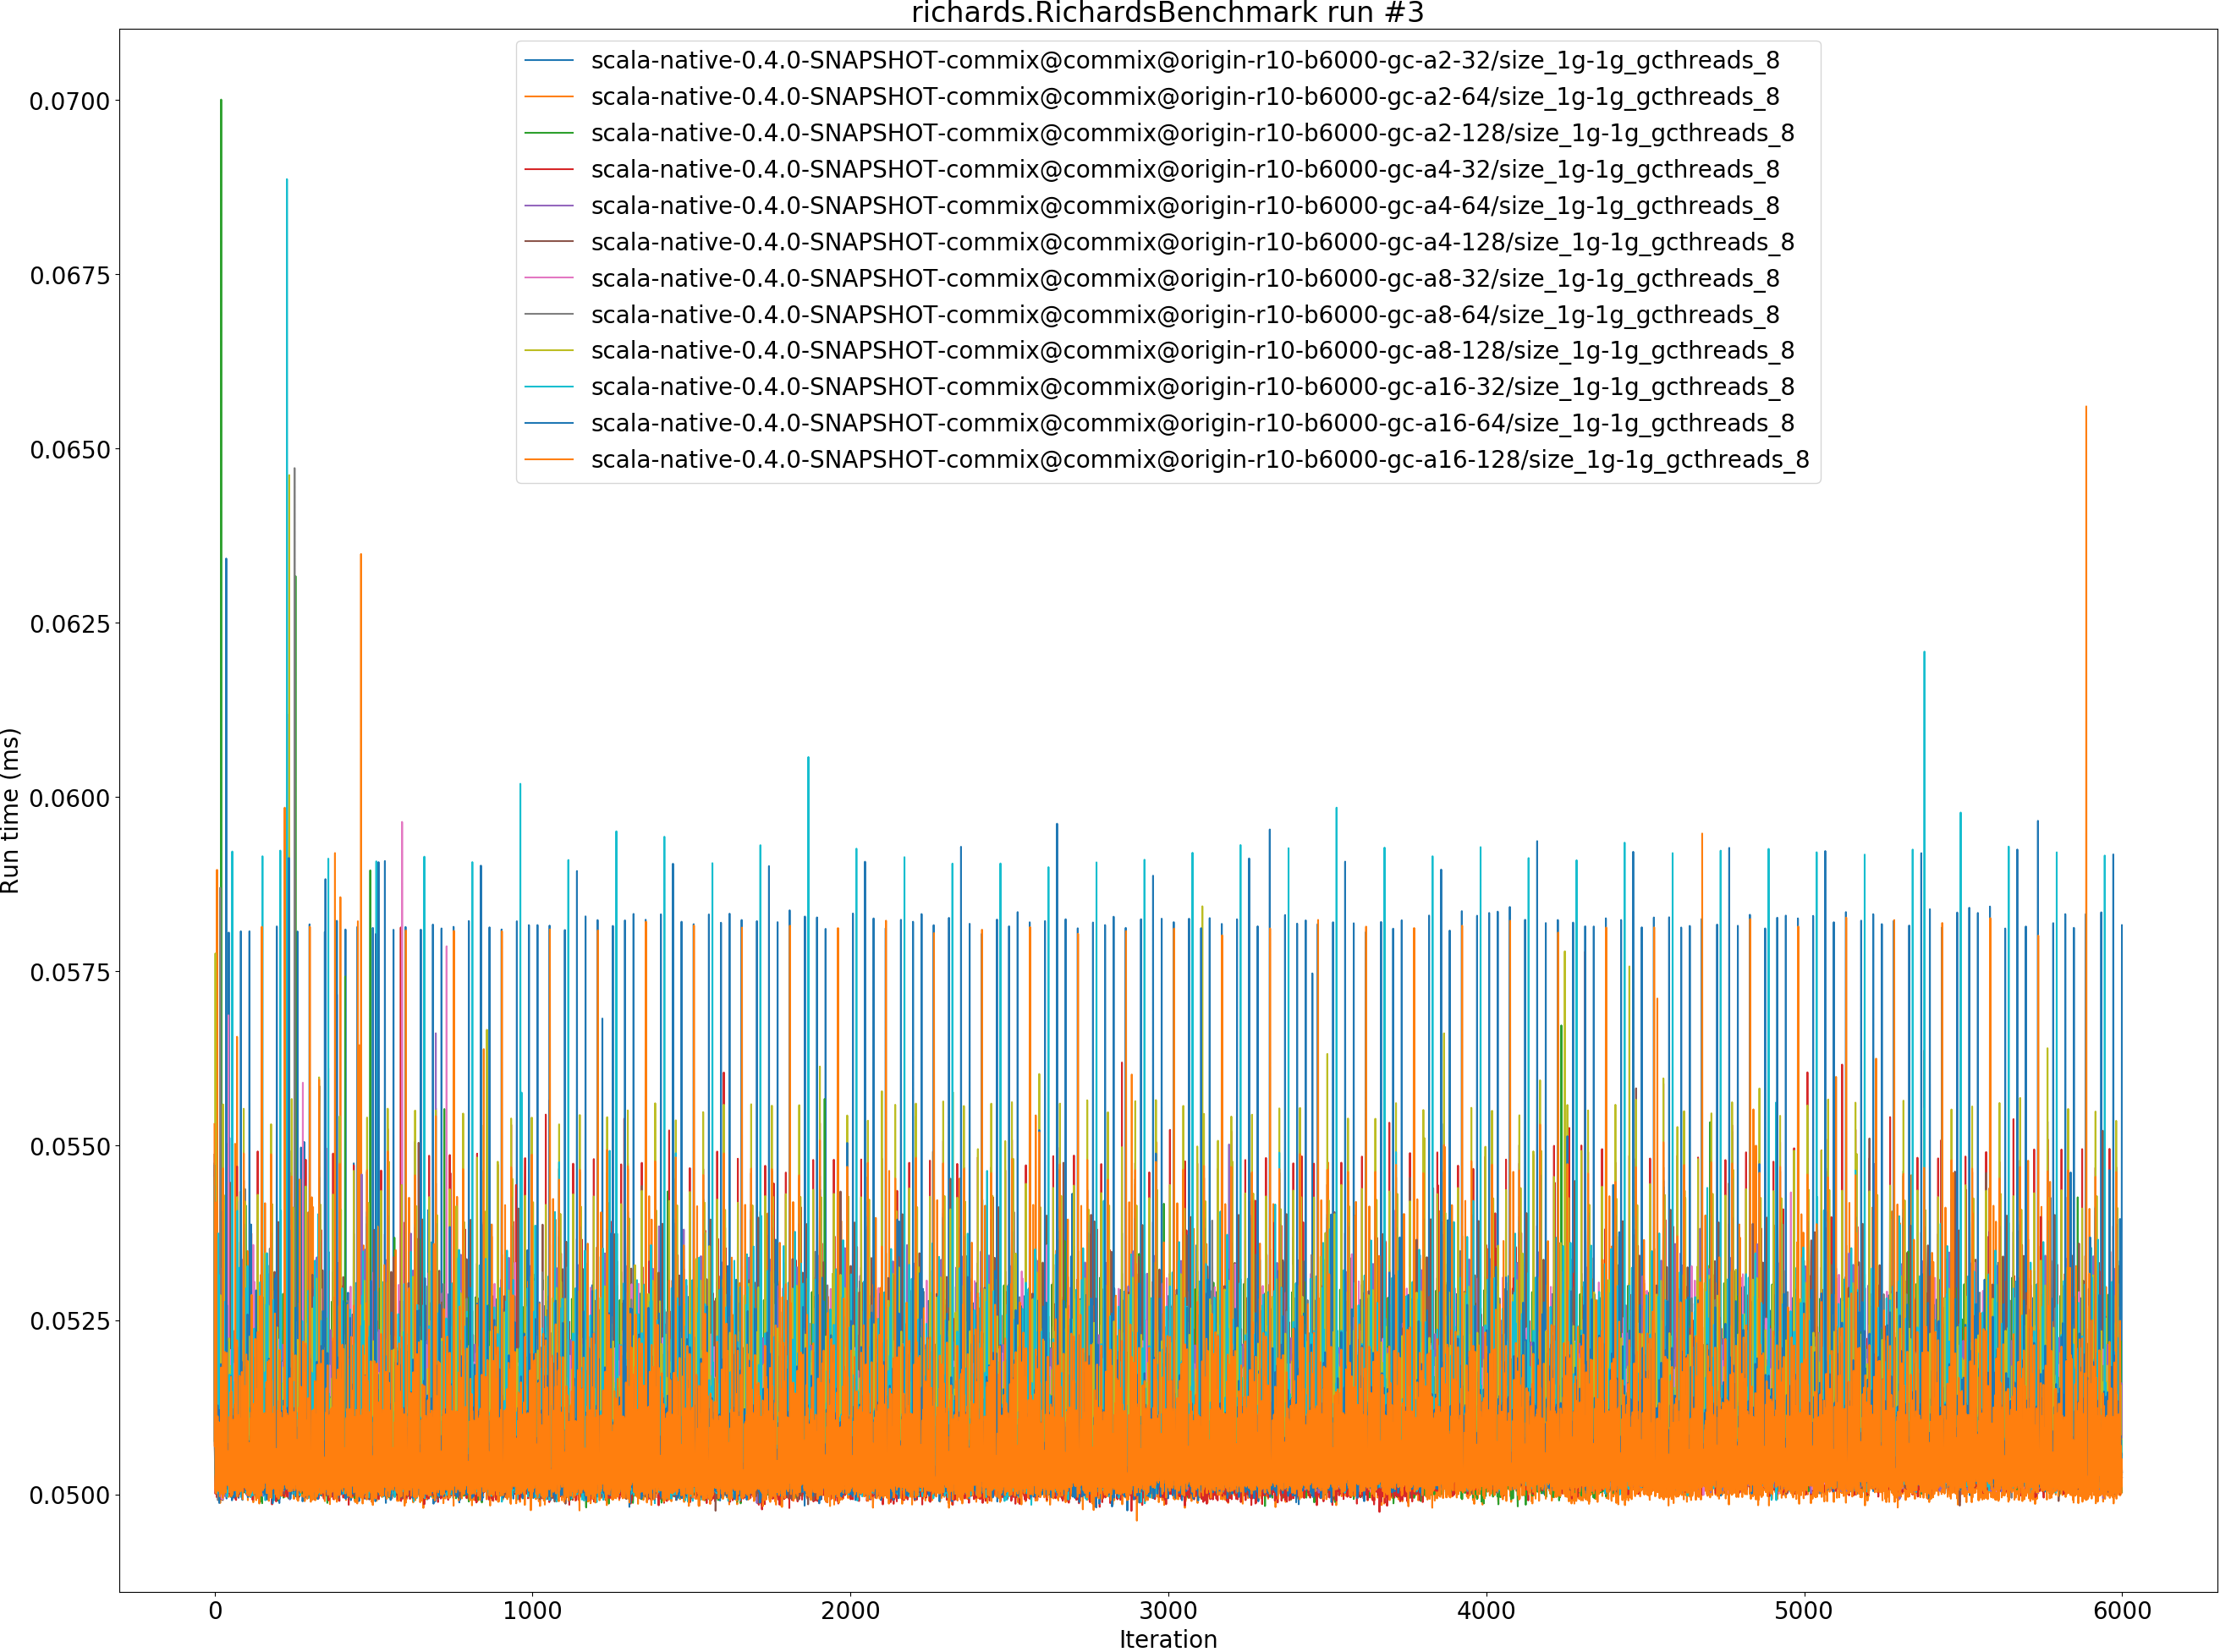 richards.RichardsBenchmark run #3
scala-native-0.4.0-SNAPSHOT-commix@commix@origin-r10-b6000-gc-a2-32/size_1g-1g_gcthreads_8
scala-native-0.4.0-SNAPSHOT-commix@commix@origin-r10-b6000-gc-a2-64/size_1g-1g_gcthreads_8
scala-native-0.4.0-SNAPSHOT-commix@commix@origin-r10-b6000-gc-a2-128/size_1g-1g_gcthreads_8
scala-native-0.4.0-SNAPSHOT-commix@commix@origin-r10-b6000-gc-a4-32/size_1g-1g_gcthreads_8
scala-native-0.4.0-SNAPSHOT-commix@commix@origin-r10-b6000-gc-a4-64/size_1g-1g_gcthreads_8
scala-native-0.4.0-SNAPSHOT-commix@commix@origin-r10-b6000-gc-a4-128/size_1g-1g_gcthreads_8
scala-native-0.4.0-SNAPSHOT-commix@commix@origin-r10-b6000-gc-a8-32/size_1g-1g_gcthreads_8
scala-native-0.4.0-SNAPSHOT-commix@commix@origin-r10-b6000-gc-a8-64/size_1g-1g_gcthreads_8
scala-native-0.4.0-SNAPSHOT-commix@commix@origin-r10-b6000-gc-a8-128/size_1g-1g_gcthreads_8
scala-native-0.4.0-SNAPSHOT-commix@commix@origin-r10-b6000-gc-a16-32/size_1g-1g_gcthreads_8
scala-native-0.4.0-SNAPSHOT-commix@commix@origin-r10-b6000-gc-a16-64/size_1g-1g_gcthreads_8
scala-native-0.4.0-SNAPSHOT-commix@commix@origin-r10-b6000-gc-a16-128/size_1g-1g_gcthreads_8
Run time (ms)
0.0700
0.0675
0.0650
0.0625
0.0600
0.0575
0.0550
0.0525
0.0500
0 1000 2000 3000 4000 5000 6000
Iteration